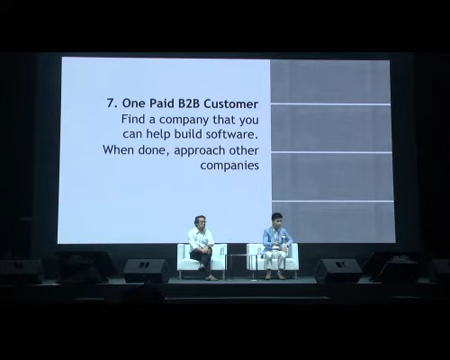 7. One Paid B2B Customer
Find a company that you
can help build software.
When done, approach other
companies